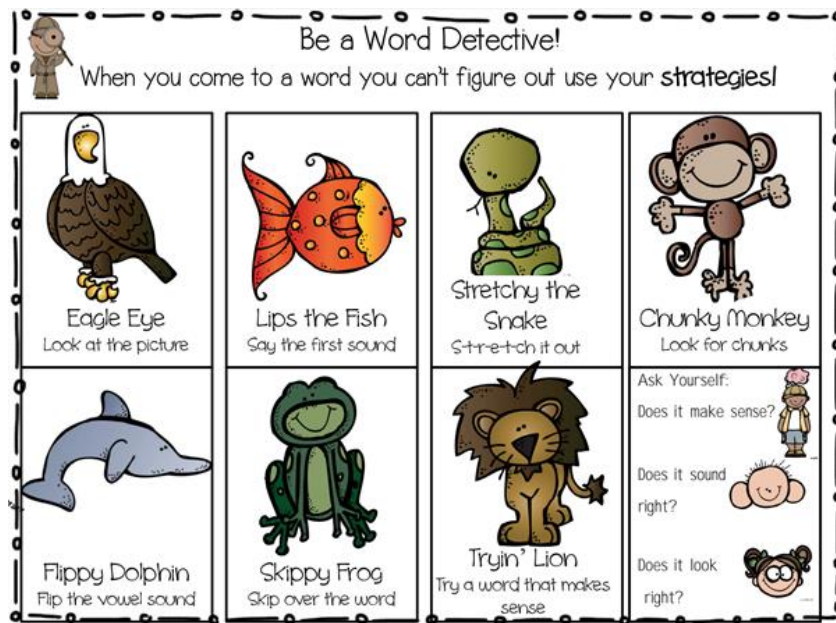 Be a Word Detective!
When you come to a word you can't figure out use your strategies!
Eagle Eye
Look at the picture
Lips the Fish
Say the first sound
Stretchy the
Snake
S-t-r-e-t-ch it out
Chunky Monkey
Look for chunks
Flippy Dolphin
Flip the vowel sound
Skippy Frog
Skip over the word
Tryin' Lion
Try a word that makes
sense
Ask Yourself:
Does it make sense?
Does it sound
right?
Does it look
right?